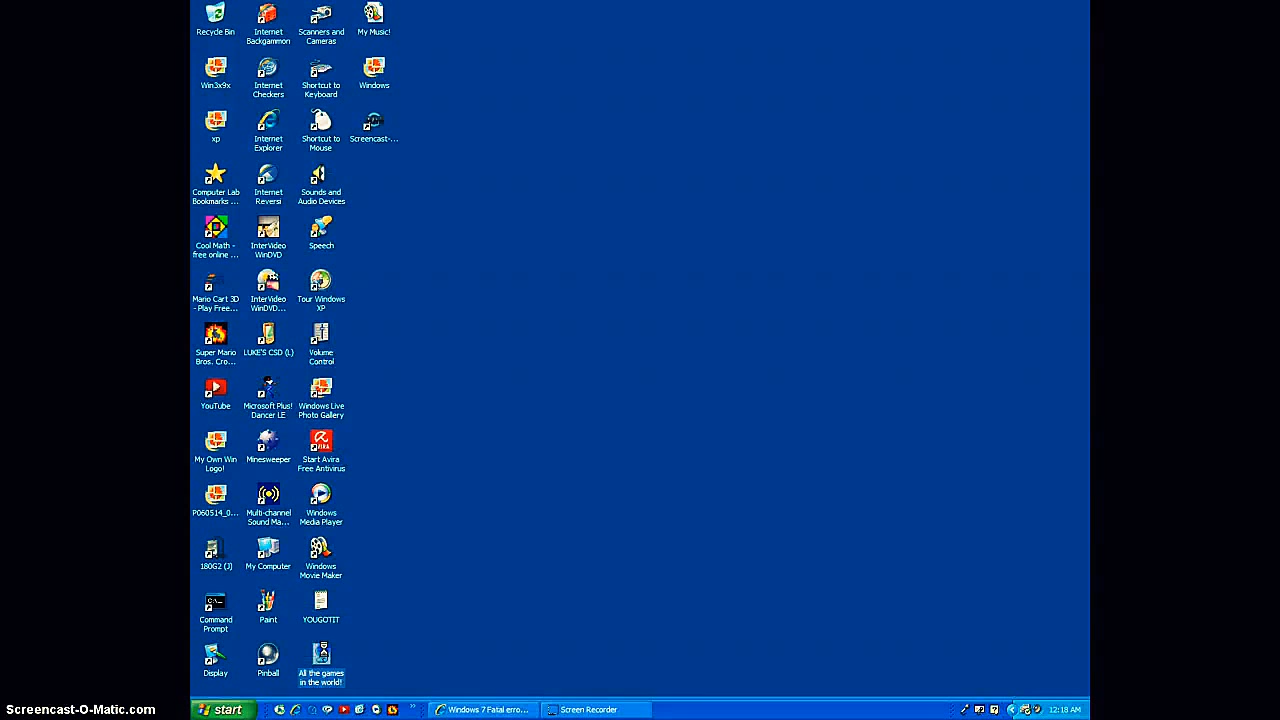 Recycle Bin
Internet
Backgammon
Scanners and
Cameras
My Music!
Win3x9x
Internet
Checkers
Shortcut to
Keyboard
Windows
xp
Internet
Explorer
Shortcut to
Mouse
Screencast-...
Computer Lab
Bookmarks ...
Internet
Reversi
Sounds and
Audio Devices
Cool Math -
free online ...
InterVideo
WinDVD
Speech
Mario Cart 3D
- Play Free...
InterVideo
WinDVD...
Tour Windows
XP
Super Mario
Bros. Cro...
LUKE'S CSD (L)
Volume
Control
YouTube
Microsoft Plus!
Dancer LE
Windows Live
Photo Gallery
My Own Win
Logo!
Minesweeper
Start Avira
Free Antivirus
P060514_0...
Multi-channel
Sound Ma...
Windows
Media Player
180G2 (J)
My Computer
Windows
Movie Maker
Command
Prompt
Paint
YOUGOTIT
Display
Pinball
All the games
in the world!
start
Windows 7 Fatal erro...
Screen Recorder
12:18 AM
Screencast-O-Matic.com